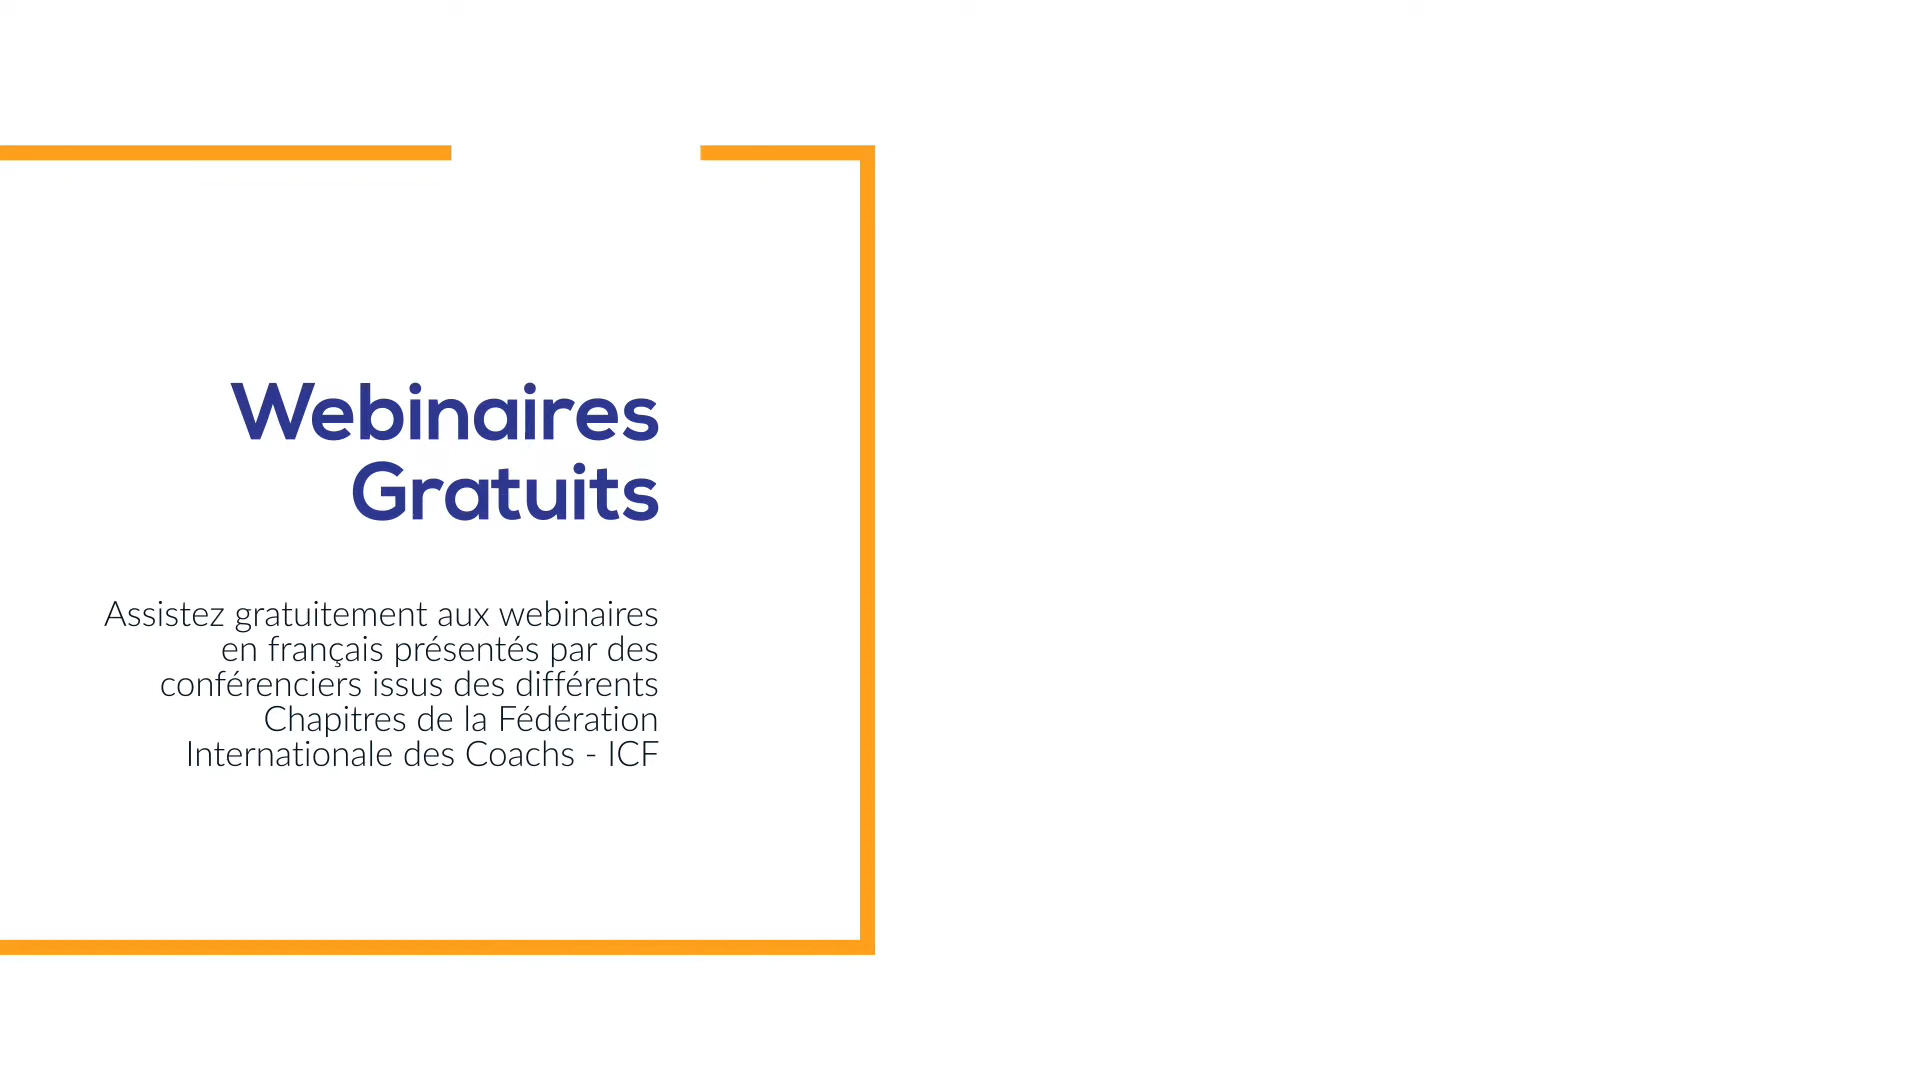 Webinaires
Gratuits
Assistez gratuitement aux webinaires
en français présentés par des
conférenciers issus des différents
Chapitres de la Fédération
Internationale des Coachs - ICF